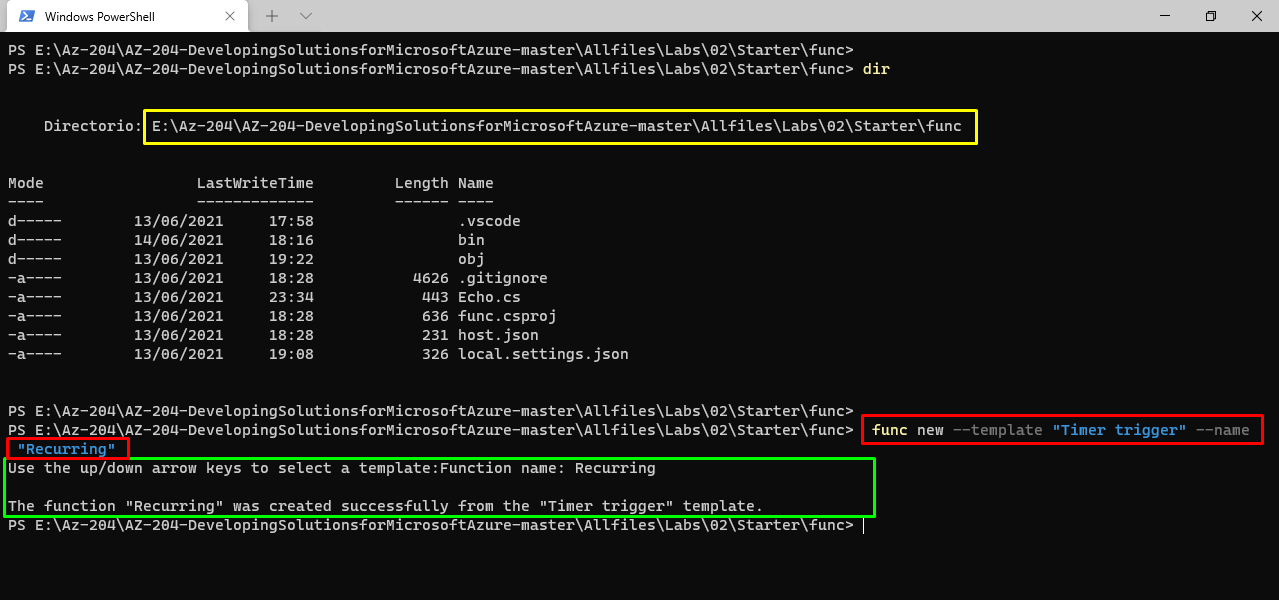 Windows PowerShell
PS E:\Az-204\AZ-204-DevelopingSolutionsforMicrosoftAzure-master\Allfiles\Labs\02\Starter\func>
PS E:\Az-204\AZ-204-DevelopingSolutionsforMicrosoftAzure-master\Allfiles\Labs\02\Starter\func> dir
Directorio: E:\Az-204\AZ-204-DevelopingSolutionsforMicrosoftAzure-master\Allfiles\Labs\02\Starter\func
Mode LastWriteTime Length Name
---- ------------- ------ ----
d----- 13/06/2021 17:58 .vscode
d----- 14/06/2021 18:16 bin
d----- 13/06/2021 19:22 obj
-a---- 13/06/2021 18:28 4626 .gitignore
-a---- 13/06/2021 23:34 443 Echo.cs
-a---- 13/06/2021 18:28 636 func.csproj
-a---- 13/06/2021 18:28 231 host.json
-a---- 13/06/2021 19:08 326 local.settings.json
PS E:\Az-204\AZ-204-DevelopingSolutionsforMicrosoftAzure-master\Allfiles\Labs\02\Starter\func>
PS E:\Az-204\AZ-204-DevelopingSolutionsforMicrosoftAzure-master\Allfiles\Labs\02\Starter\func> func new --template "Timer trigger" --name
"Recurring"
Use the up/down arrow keys to select a template:Function name: Recurring
The function "Recurring" was created successfully from the "Timer trigger" template.
PS E:\Az-204\AZ-204-DevelopingSolutionsforMicrosoftAzure-master\Allfiles\Labs\02\Starter\func>